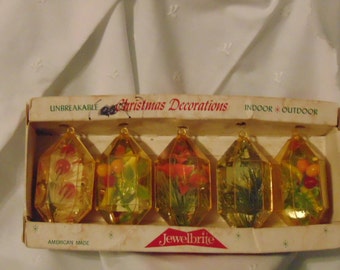 UNBREAKABLE Christmas Decorations INDOOR * OUTDOOR
AMERICAN MADE Jewelbrite